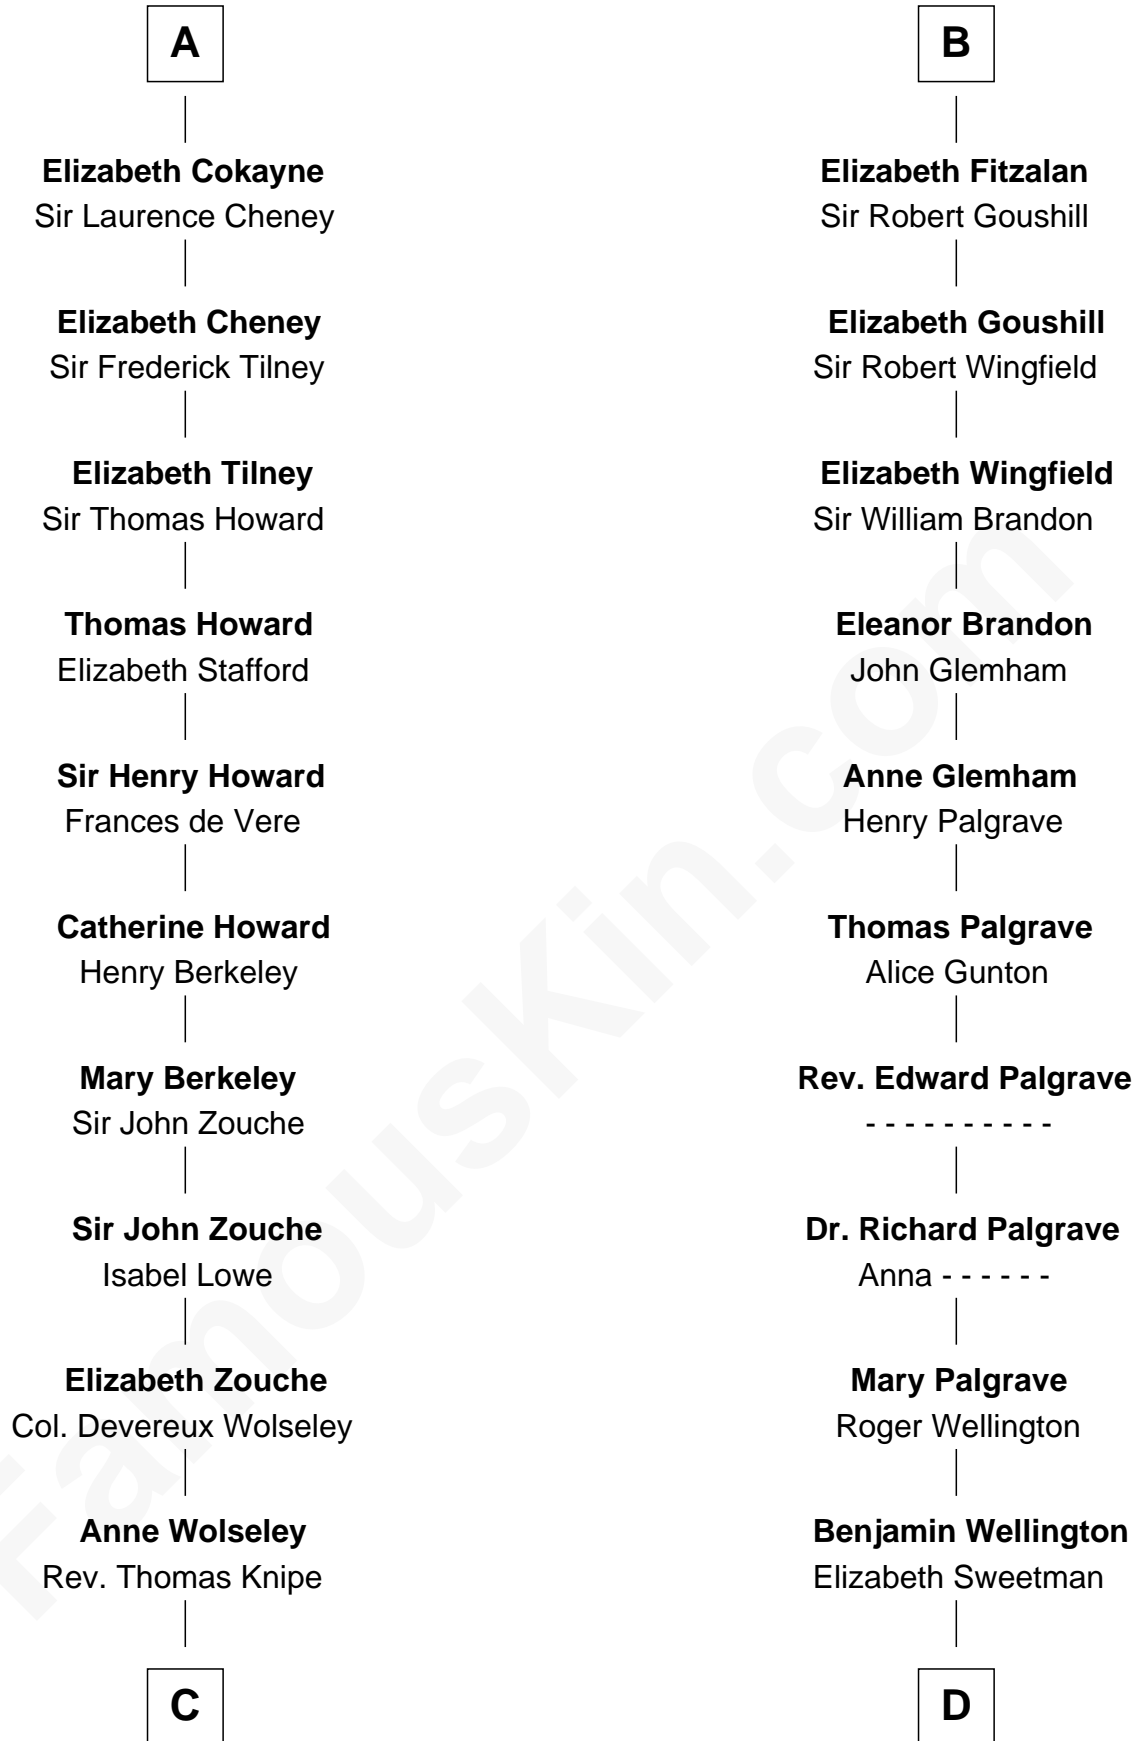 A
Elizabeth Cokayne
Sir Laurence Cheney
Elizabeth Cheney
Sir Frederick Tilney
Elizabeth Tilney
Sir Thomas Howard
Thomas Howard
Elizabeth Stafford
Sir Henry Howard
Frances de Vere
Catherine Howard
Henry Berkeley
Mary Berkeley
Sir John Zouche
Sir John Zouche
Isabel Lowe
Elizabeth Zouche
Col. Devereux Wolseley
Anne Wolseley
Rev. Thomas Knipe
C
B
Elizabeth Fitzalan
Sir Robert Goushill
Elizabeth Goushill
Sir Robert Wingfield
Elizabeth Wingfield
Sir William Brandon
Eleanor Brandon
John Glemham
Anne Glemham
Henry Palgrave
Thomas Palgrave
Alice Gunton
Rev. Edward Palgrave
- - - - - - - - - -
Dr. Richard Palgrave
Anna - - - - - -
Mary Palgrave
Roger Wellington
Benjamin Wellington
Elizabeth Sweetman
D
FamousKin.com